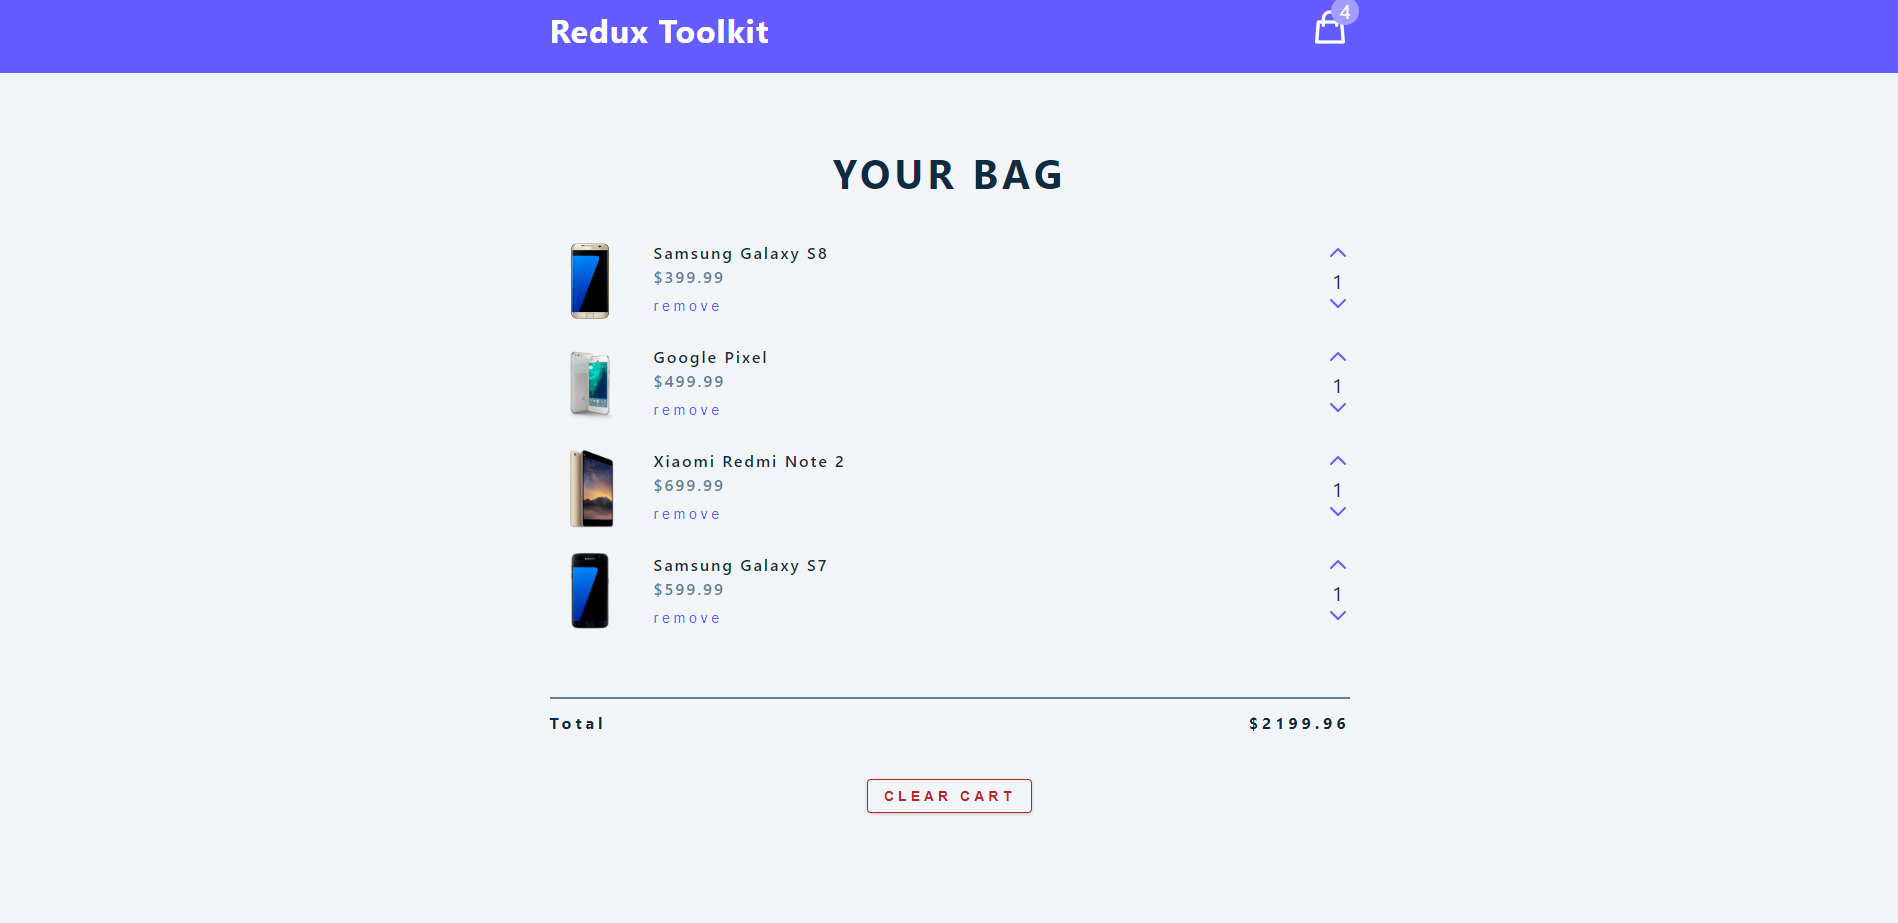 Redux Toolkit
4
YOUR BAG
Samsung Galaxy S8
$399.99
remove
1
Google Pixel
$499.99
remove
1
Xiaomi Redmi Note 2
$699.99
remove
1
Samsung Galaxy S7
$599.99
remove
1
Total $2199.96
CLEAR CART